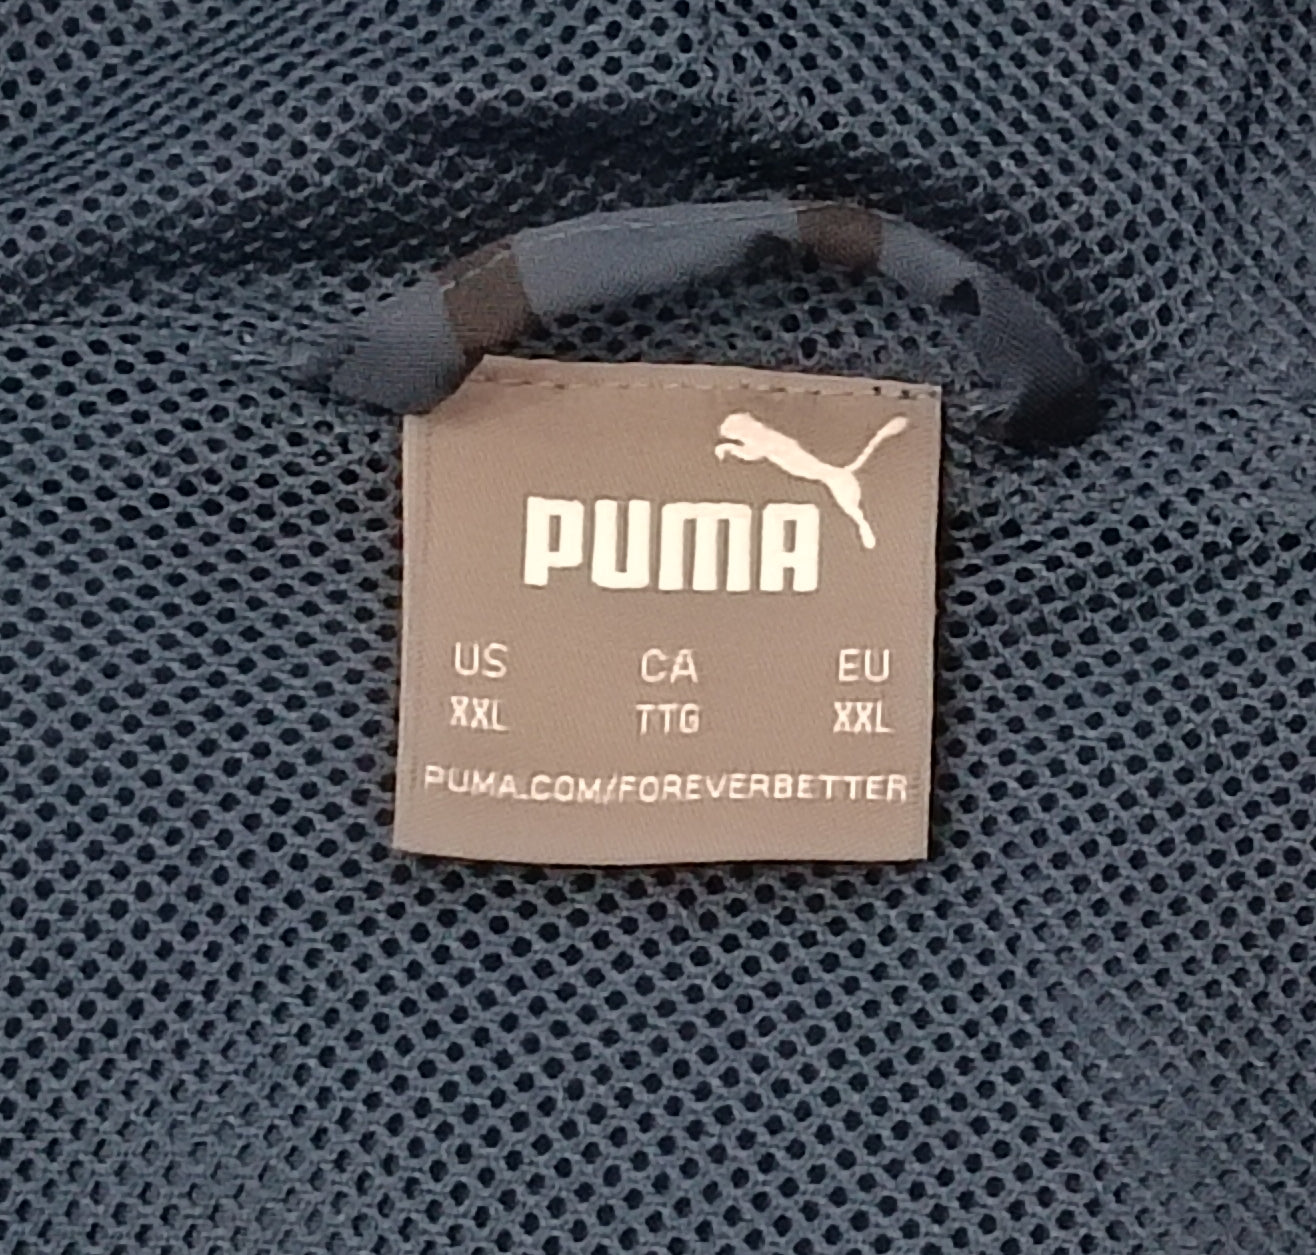 PUMA
US CA EU
XXL TTG XXL
PUMA.COM/FOREVERBETTER